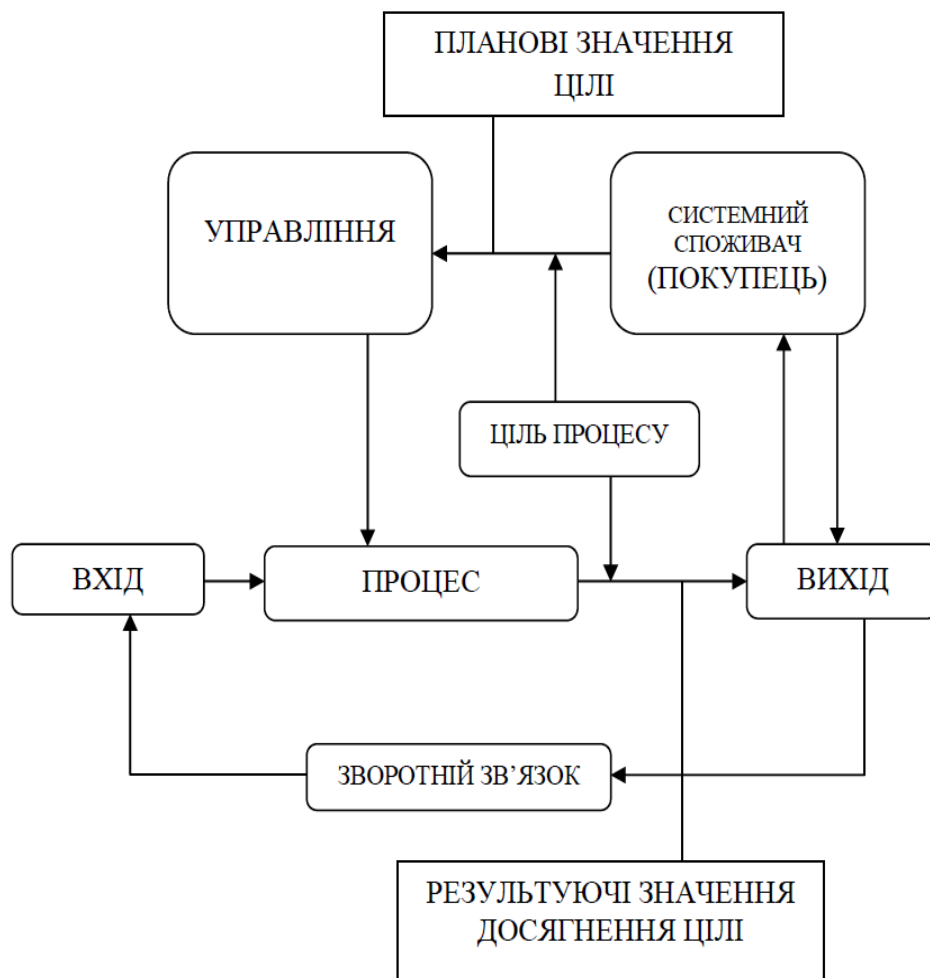 ПЛАНОВІ ЗНАЧЕННЯ
ЦІЛІ
УПРАВЛІННЯ
СИСТЕМНИЙ
СПОЖИВАЧ
(ПОКУПЕЦЬ)
ЦІЛЬ ПРОЦЕСУ
ВХІД
ПРОЦЕС
ВИХІД
ЗВОРОТНІЙ ЗВ’ЯЗОК
РЕЗУЛЬТУЮЧІ ЗНАЧЕННЯ
ДОСЯГНЕННЯ ЦІЛІ